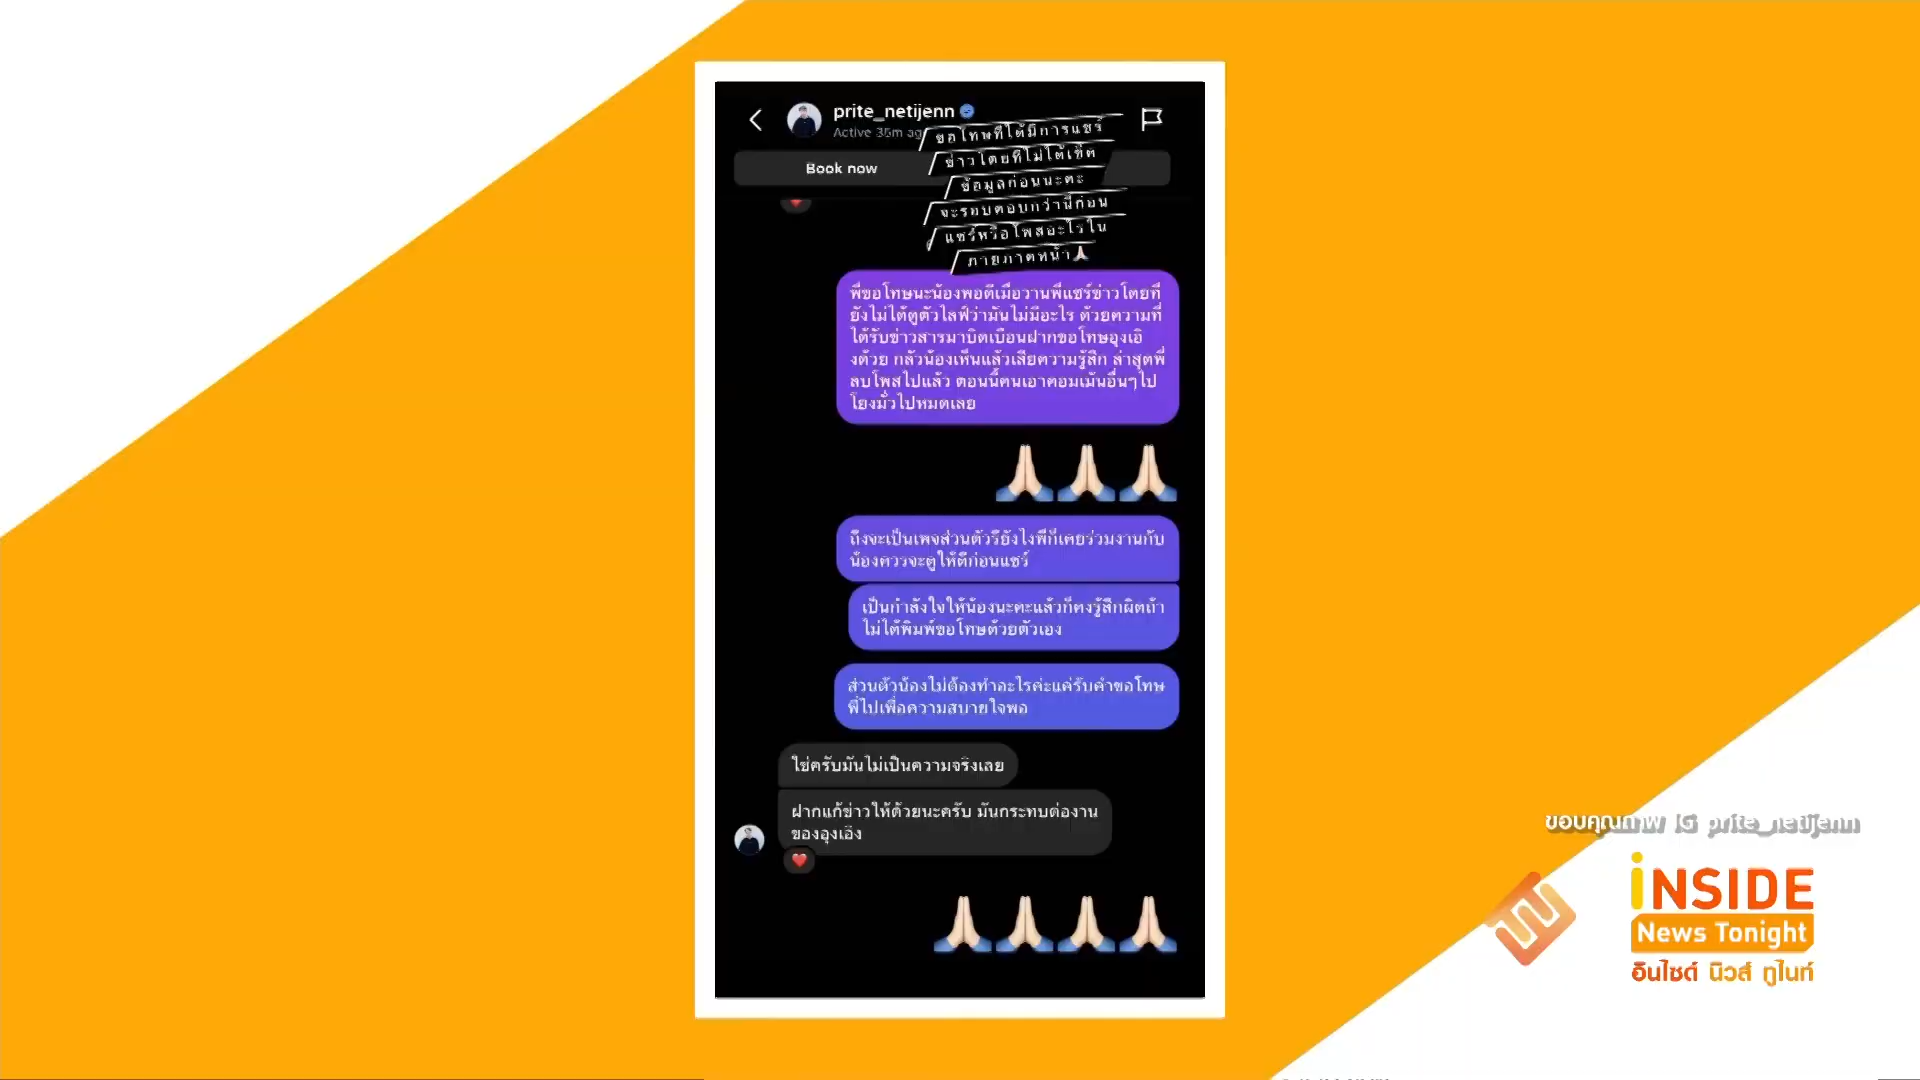 prite_netijenn
Active 35m ag
ขอโทษที่ได้มีการแชร์
ข่าวโดยที่ไม่ได้เช็ค
ข้อมูลก่อนนะคะ
จะรอบคอบกว่านี้ก่อน
แชร์หรือโพสอะไรใน
ภายภาคหน้า🙏🏻
Book now
พี่ขอโทษนะน้องพอดีเมื่อวานพี่แชร์ข่าวโดยที่
ยังไม่ได้ดูตัวไลฟ์ว่ามันไม่มีอะไร ด้วยความที่
ได้รับข่าวสารมาบิดเบือนฝากขอโทษอุงเอิ
งด้วย กลัวน้องเห็นแล้วเสียความรู้สึก ล่าสุดพี่
ลบโพสไปแล้ว ตอนนี้คนเอาคอมเม้นอื่นๆไป
โยงมั่วไปหมดเลย
🙏🏻🙏🏻🙏🏻
ถึงจะเป็นเพจส่วนตัวรึยังไงพี่ก็เคยร่วมงานกับ
น้องควรจะดูให้ดีก่อนแชร์
เป็นกำลังใจให้น้องนะคะแล้วก็คงรู้สึกผิดถ้า
ไม่ได้พิมพ์ขอโทษด้วยตัวเอง
ส่วนตัวน้องไม่ต้องทำอะไรค่ะแค่รับคำขอโทษ
พี่ไปเพื่อความสบายใจพอ
ใช่ครับมันไม่เป็นความจริงเลย
ฝากแก้ข่าวให้ด้วยนะครับ มันกระทบต่องาน
ของอุงเอิง
❤️
🙏🏻🙏🏻🙏🏻🙏🏻
ขอบคุณภาพ IG prite_netijenn
iNSIDE
News Tonight
อินไซด์ นิวส์ ทูไนท์